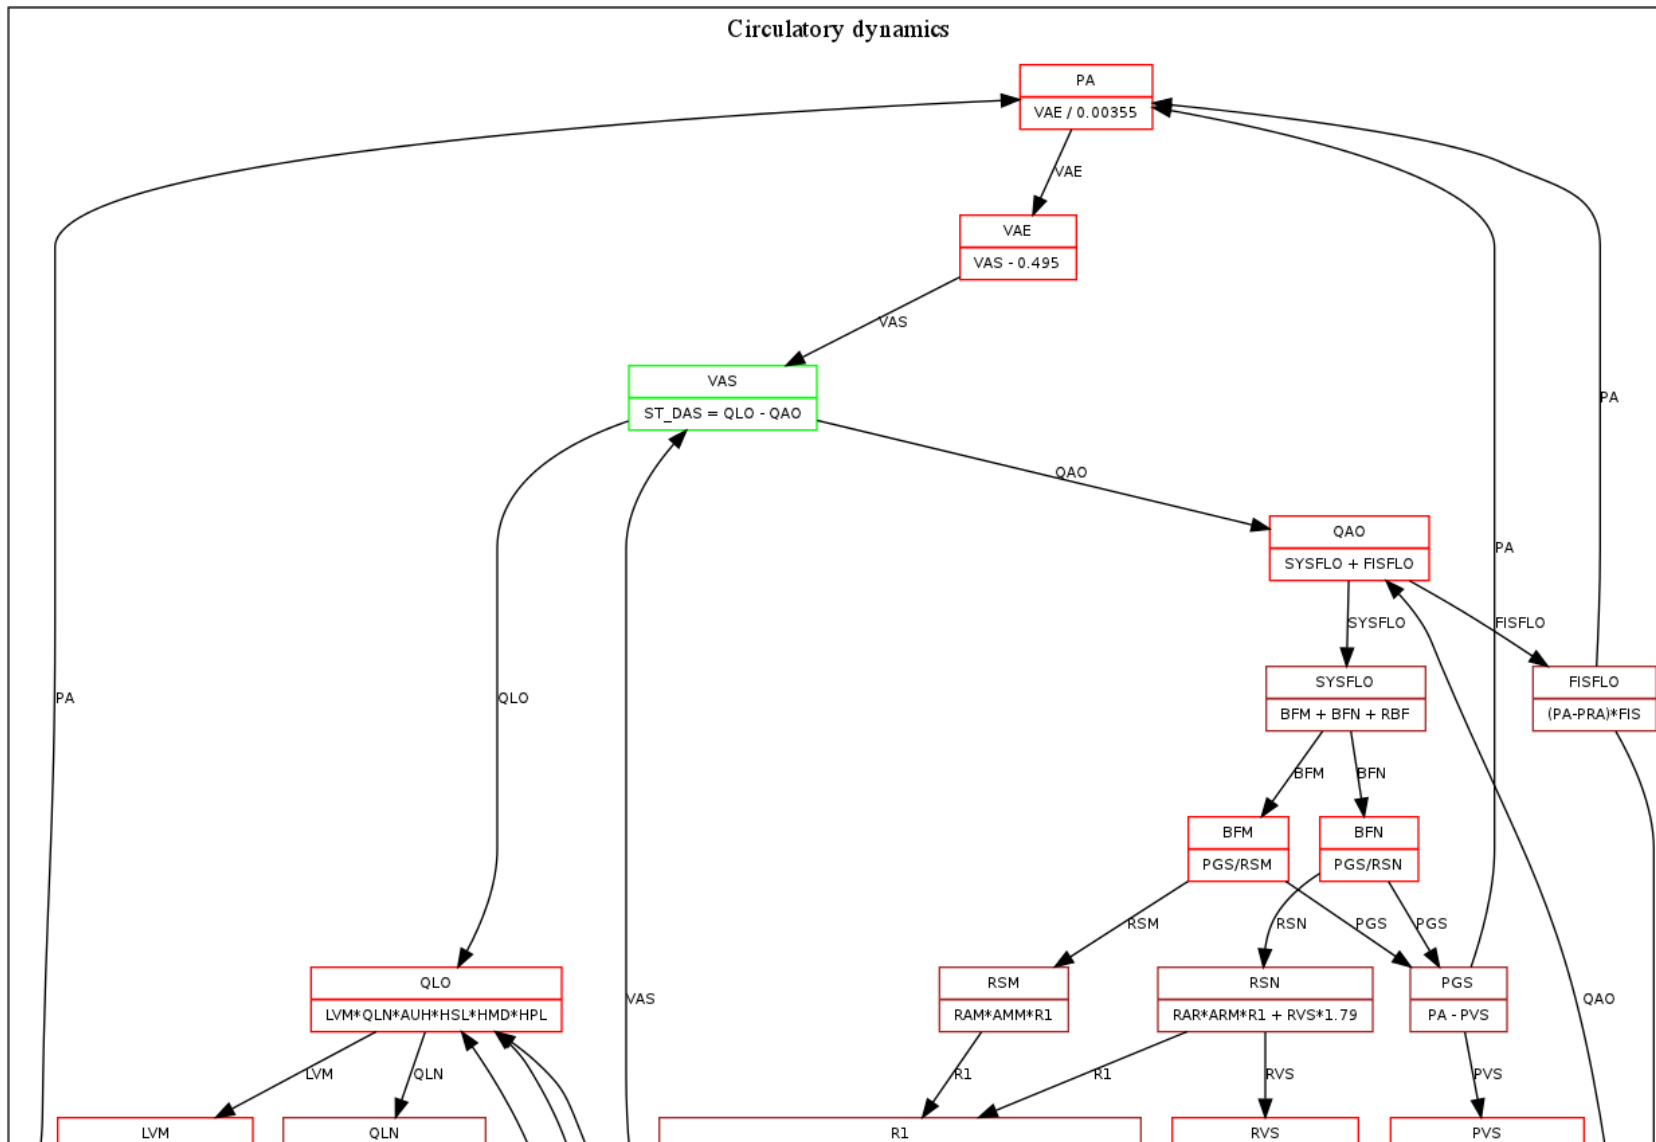 Circulatory dynamics
PA
VAE / 0.00355
VAE
VAE
VAS - 0.495
VAS
VAS
ST_DAS = QLO - QAO
PA
QAO
QAO
SYSFLO + FISFLO
PA
SYSFLO
FISFLO
SYSFLO
BFM + BFN + RBF
FISFLO
(PA-PRA)*FIS
PA
QLO
BFM
BFN
BFM
PGS/RSM
BFN
PGS/RSN
RSM
RSN
PGS
PGS
QLO
LVM*QLN*AUH*HSL*HMD*HPL
VAS
RSM
RAM*AMM*R1
RSN
RAR*ARM*R1 + RVS*1.79
PGS
PA - PVS
QAO
LVM
QLN
R1
R1
RVS
PVS
LVM
QLN
R1
RVS
PVS